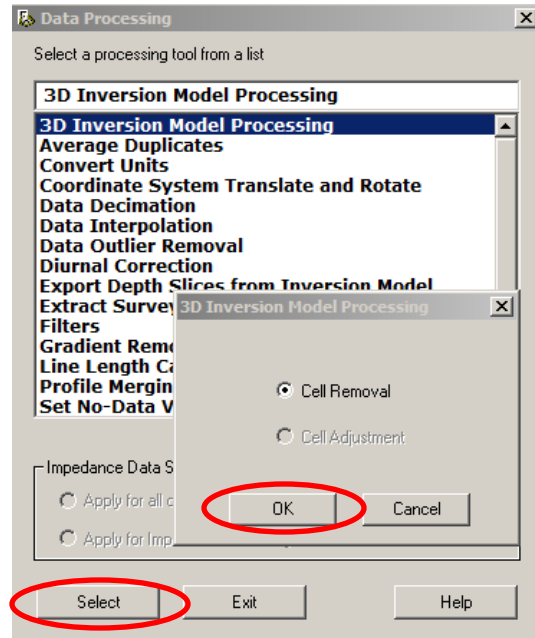 Data Processing
Select a processing tool from a list
3D Inversion Model Processing
3D Inversion Model Processing
Average Duplicates
Convert Units
Coordinate System Translate and Rotate
Data Decimation
Data Interpolation
Data Outlier Removal
Diurnal Correction
Export Depth Slices from Inversion Model
Extract
Filters
Gradient
Line Length
Profile
Set No-Data
3D Inversion Model Processing
Cell Removal
Cell Adjustment
OK Cancel
Impedance Data
Apply for all
Apply for
Select Exit Help